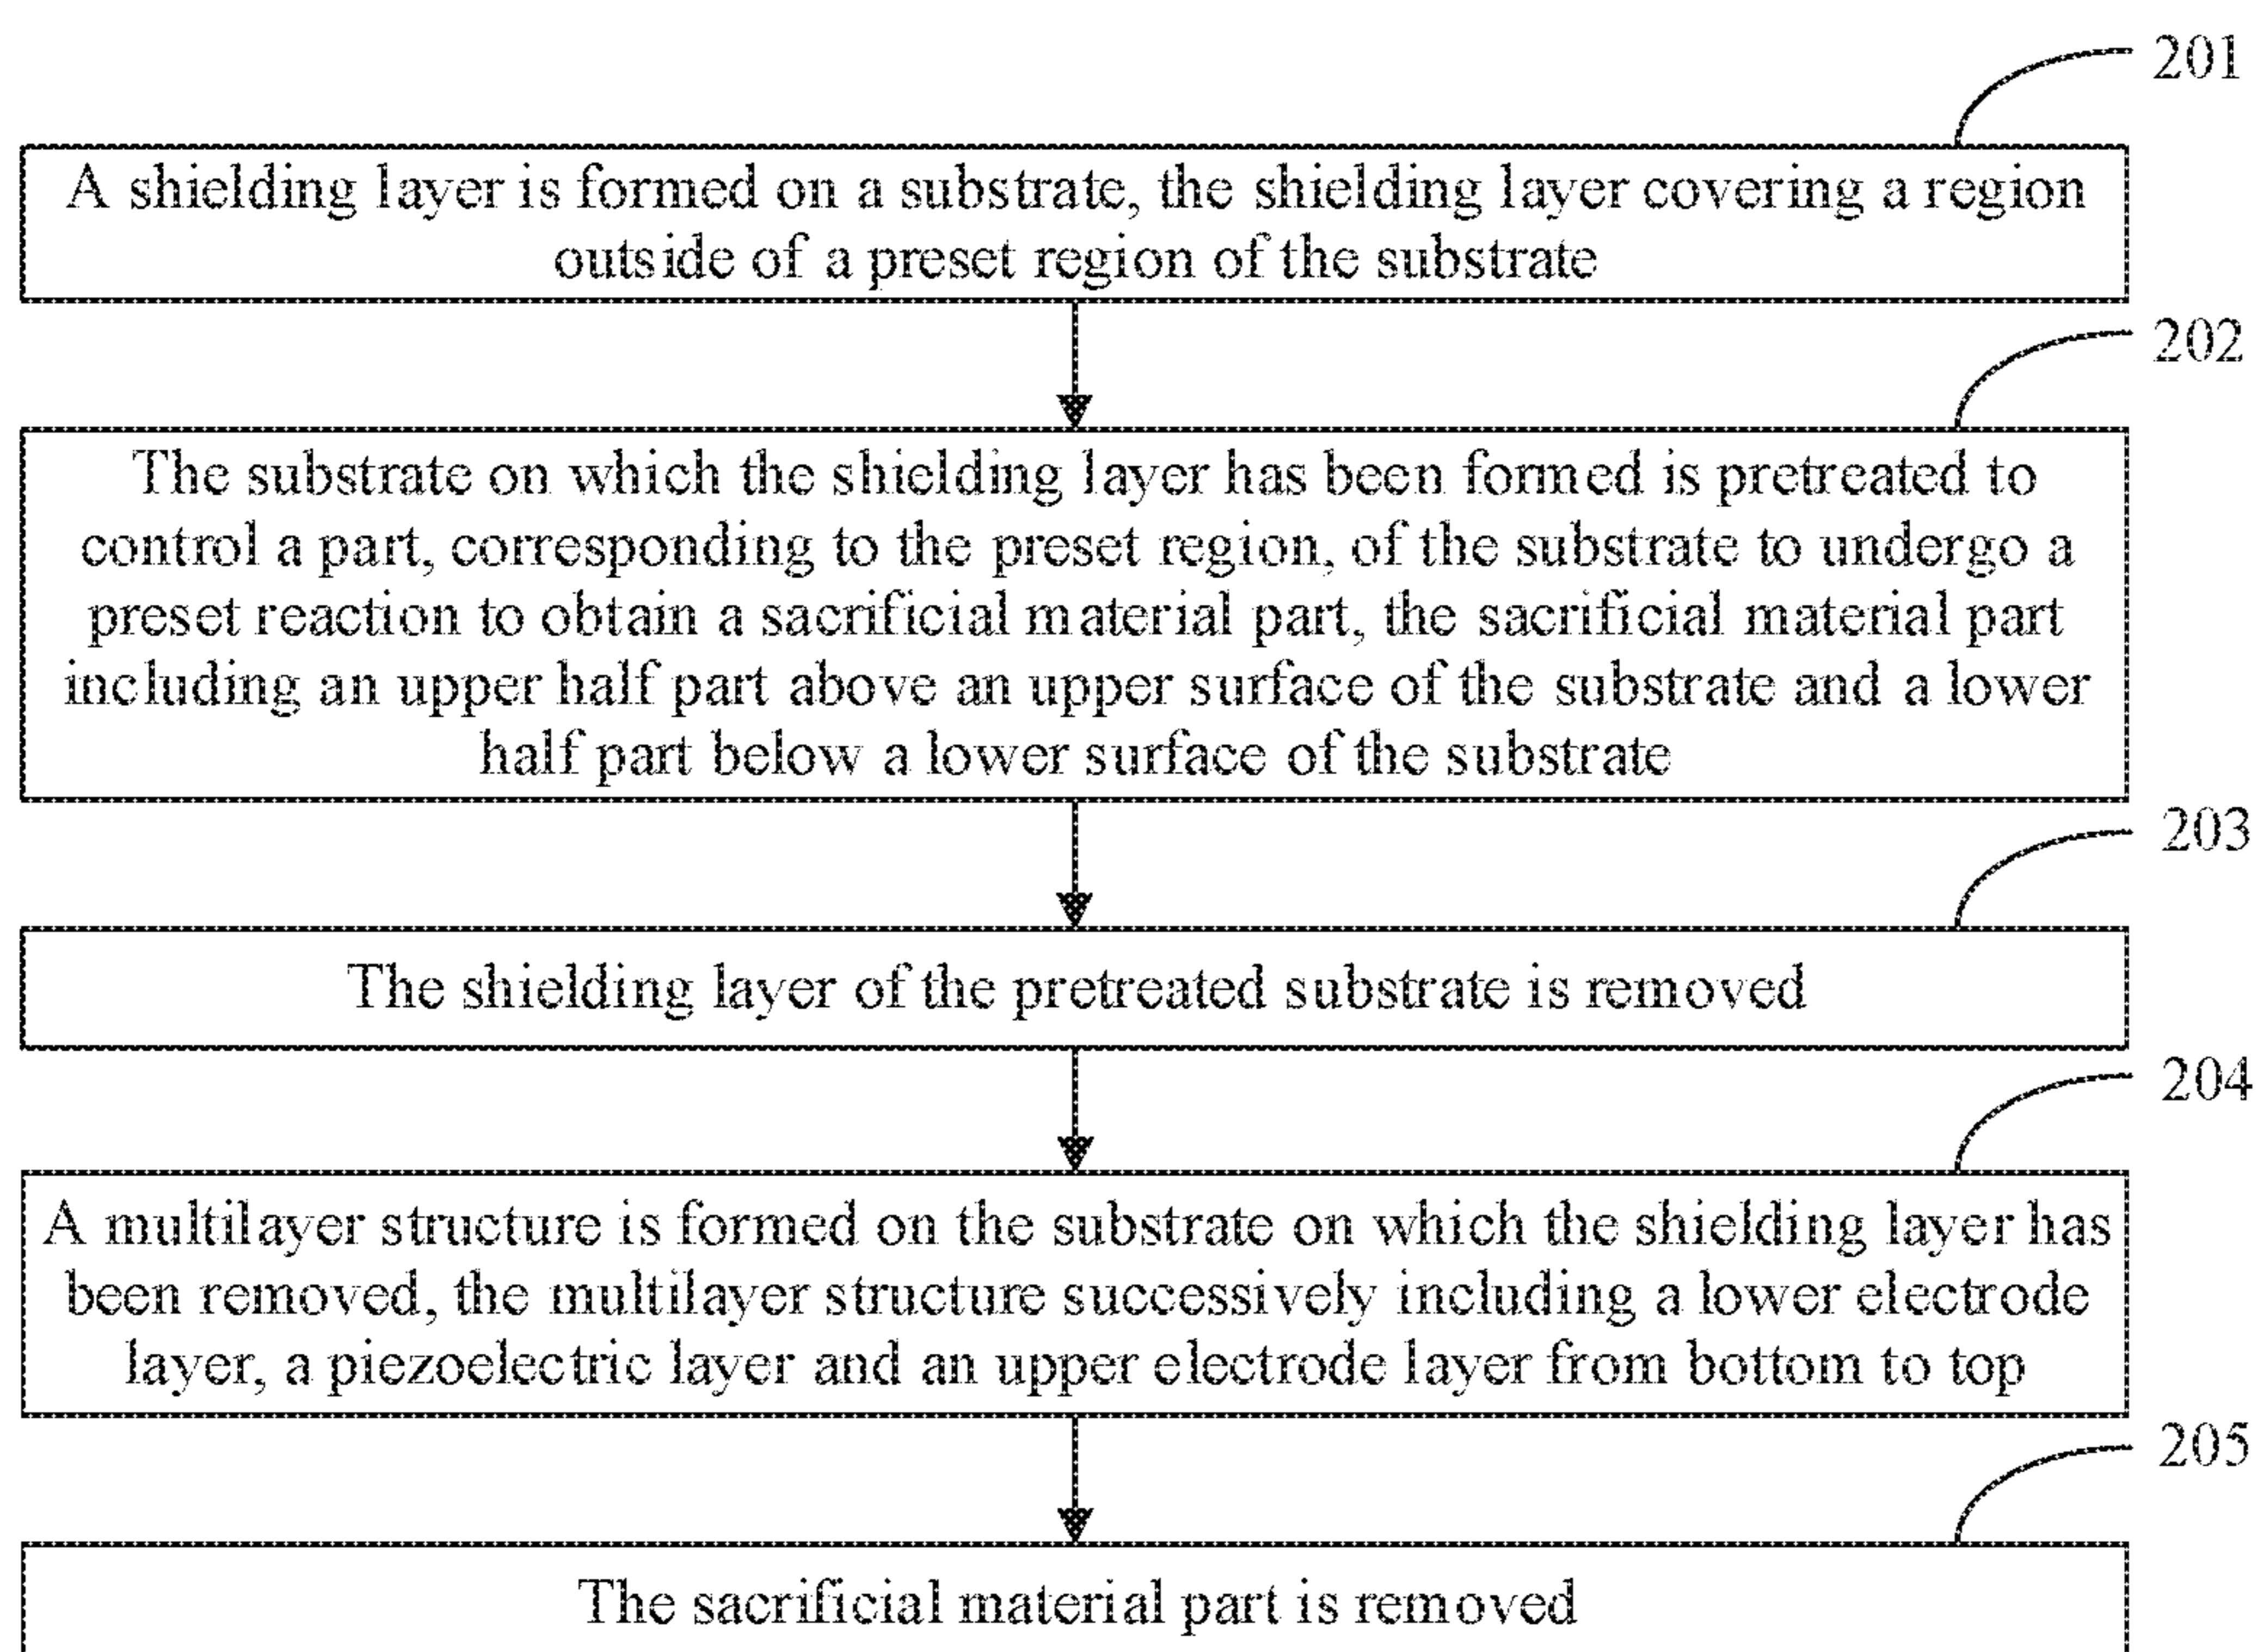 201
A shielding layer is formed on a substrate, the shielding layer covering a region
outside of a preset region of the substrate
202
The substrate on which the shielding layer has been formed is pretreated to
control a part, corresponding to the preset region, of the substrate to undergo a
preset reaction to obtain a sacrificial material part, the sacrificial material part
including an upper half part above an upper surface of the substrate and a lower
half part below a lower surface of the substrate
203
The shielding layer of the pretreated substrate is removed
204
A multilayer structure is formed on the substrate on which the shielding layer has
been removed, the multilayer structure successively including a lower electrode
layer, a piezoelectric layer and an upper electrode layer from bottom to top
205
The sacrificial material part is removed